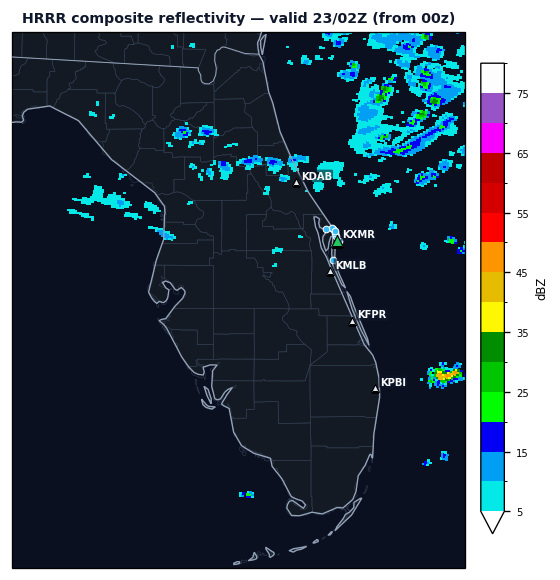 HRRR composite reflectivity — valid 23/02Z (from 00z)
KDAB
KXMR
KMLB
KFPR
KPBI
75
65
55
45
35
25
15
5
dBZ